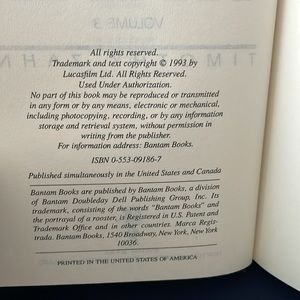 VOLUME 3
TIMO ZAHN
All rights reserved.
Trademark and text copyright © 1993 by
Lucasfilm Ltd. All Rights Reserved.
Used Under Authorization.
No part of this book may be reproduced or transmitted
in any form or by any means, electronic or mechanical,
including photocopying, recording, or by any information
storage and retrieval system, without permission in
writing from the publisher.
For information address: Bantam Books.
ISBN 0-553-09186-7
Published simultaneously in the United States and Canada
Bantam Books are published by Bantam Books, a division
of Bantam Doubleday Dell Publishing Group, Inc. Its
trademark, consisting of the words "Bantam Books" and
the portrayal of a rooster, is Registered in U.S. Patent and
Trademark Office and in other countries. Marca Regis-
trada. Bantam Books, 1540 Broadway, New York, New York
10036.
PRINTED IN THE UNITED STATES OF AMERICA